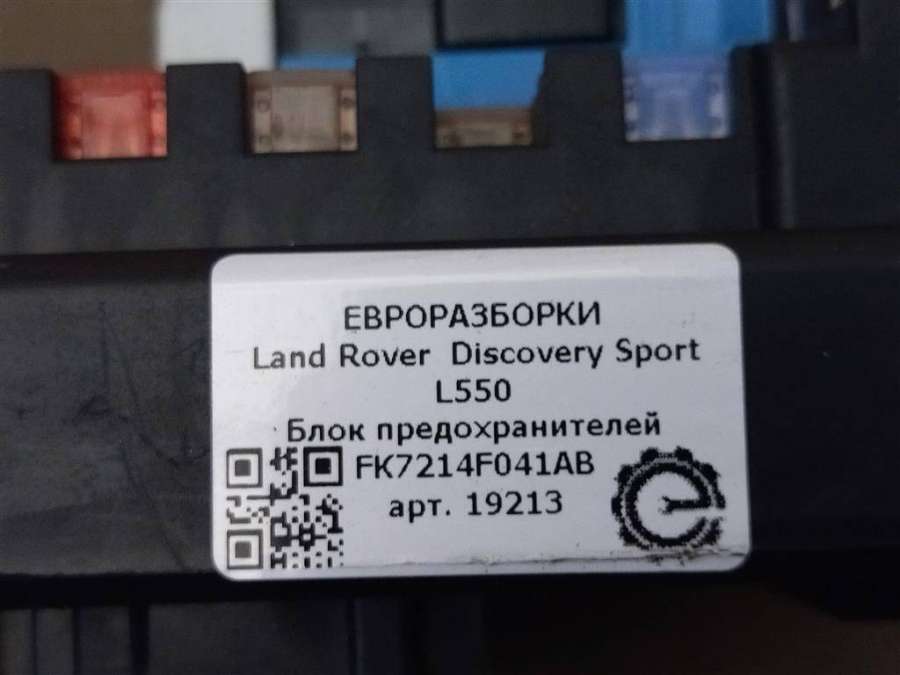 ЕВРОРАЗБОРКИ
Land Rover Discovery Sport
L550
Блок предохранителей
FK7214F041AB
арт. 19213